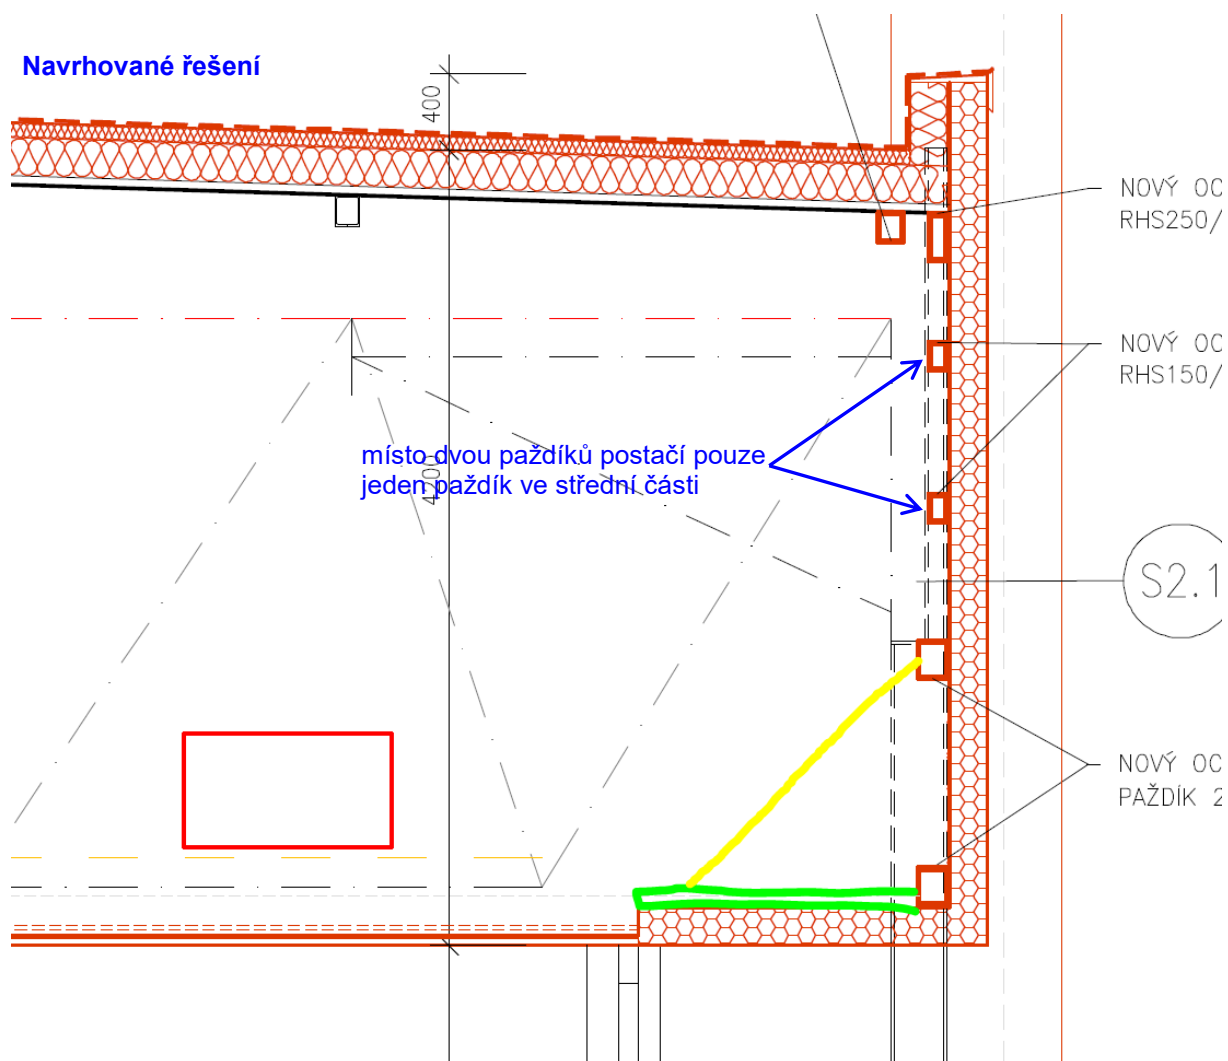 Navrhované řešení
400
NOVÝ OC
RHS250/
NOVÝ OC
RHS150/
místo dvou paždíků postačí pouze
jeden paždík ve střední části
4200
S2.1
NOVÝ OC
PAŽDÍK 2